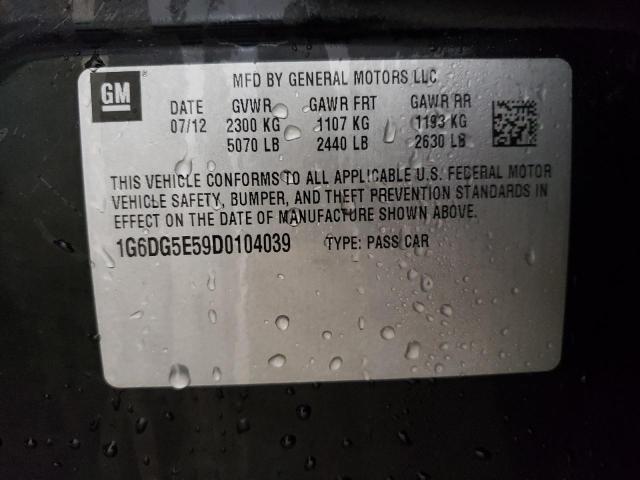 GM
MFD BY GENERAL MOTORS LLC
DATE GVWR GAWR FRT GAWR RR
07/12 2300 KG 1107 KG 1193 KG
5070 LB 2440 LB 2630 LB
THIS VEHICLE CONFORMS TO ALL APPLICABLE U.S. FEDERAL MOTOR
VEHICLE SAFETY, BUMPER, AND THEFT PREVENTION STANDARDS IN
EFFECT ON THE DATE OF MANUFACTURE SHOWN ABOVE.
1G6DG5E59D0104039 TYPE: PASS CAR